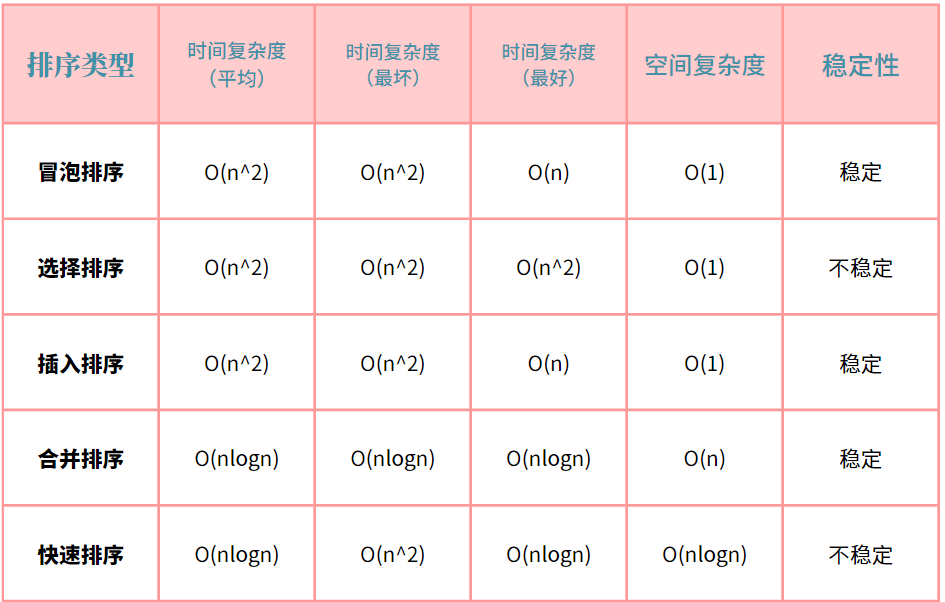 排序类型 时间复杂度（平均） 时间复杂度（最坏） 时间复杂度（最好） 空间复杂度 稳定性
冒泡排序 O(n^2) O(n^2) O(n) O(1) 稳定
选择排序 O(n^2) O(n^2) O(n^2) O(1) 不稳定
插入排序 O(n^2) O(n^2) O(n) O(1) 稳定
合并排序 O(nlogn) O(nlogn) O(nlogn) O(n) 稳定
快速排序 O(nlogn) O(n^2) O(nlogn) O(nlogn) 不稳定